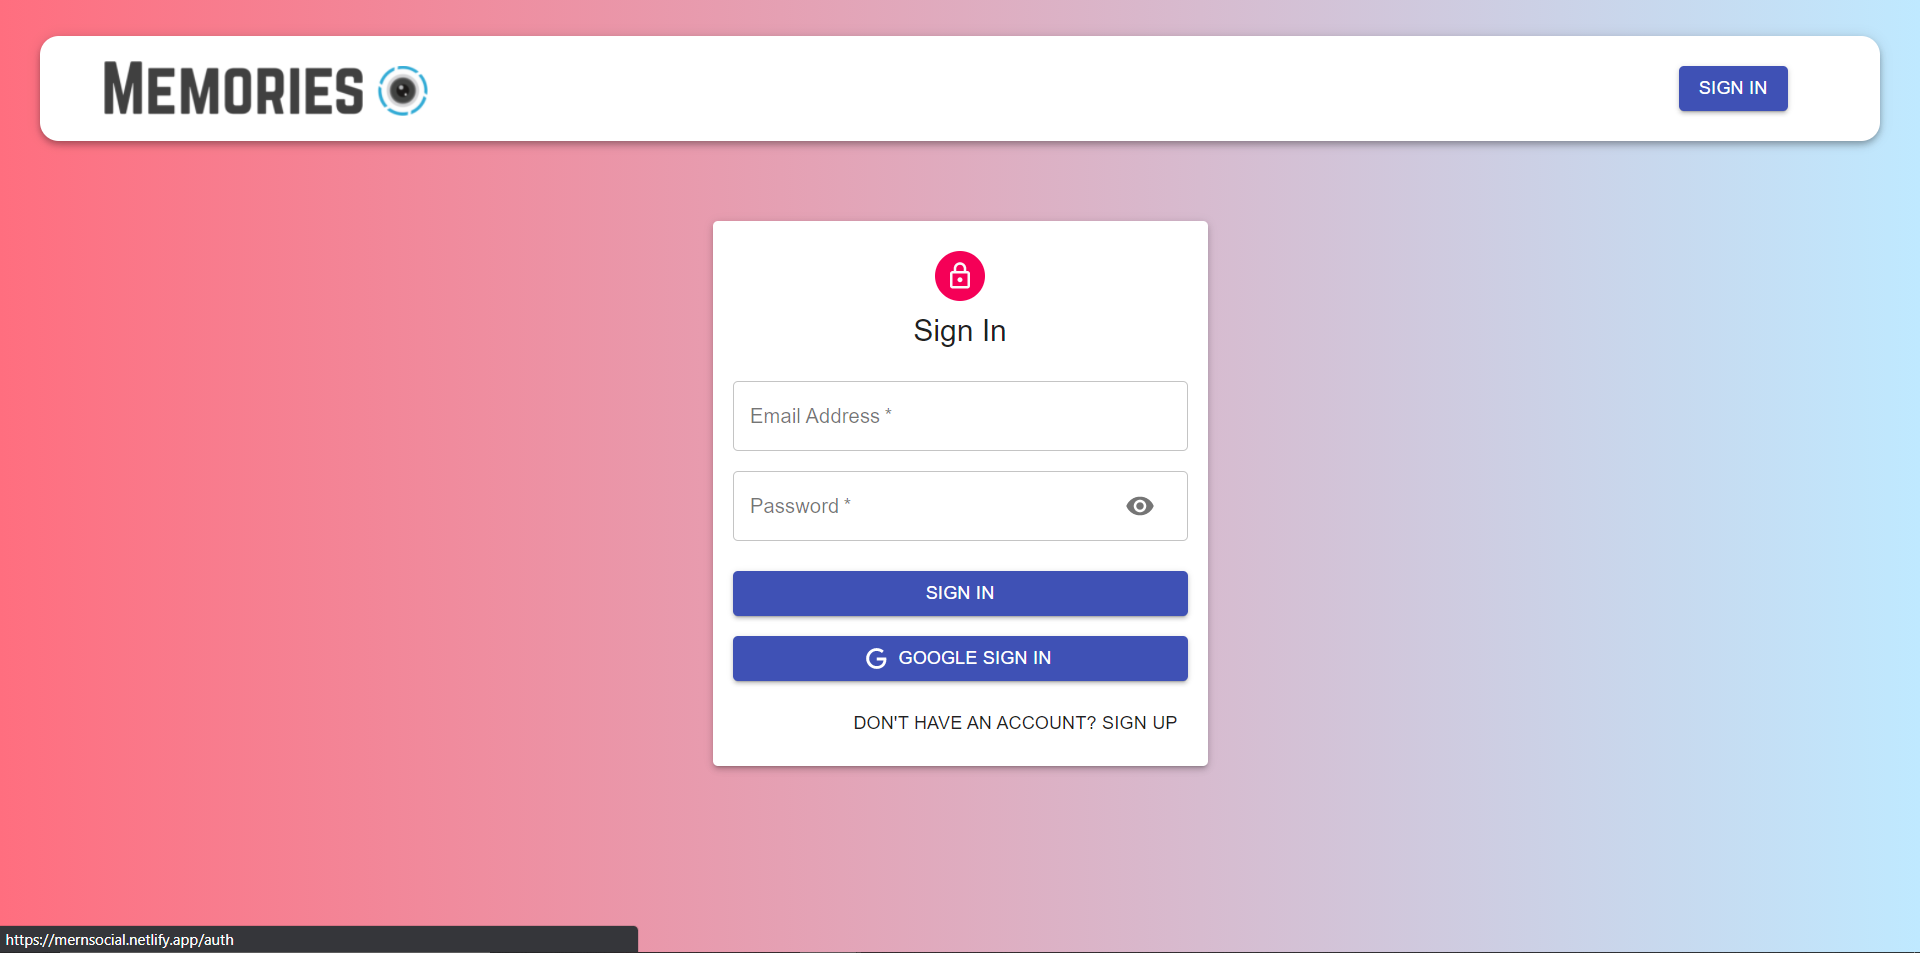 MEMORIES
SIGN IN
Sign In
Email Address *
Password *
SIGN IN
G GOOGLE SIGN IN
DON'T HAVE AN ACCOUNT? SIGN UP
https://mernsocial.netlify.app/auth